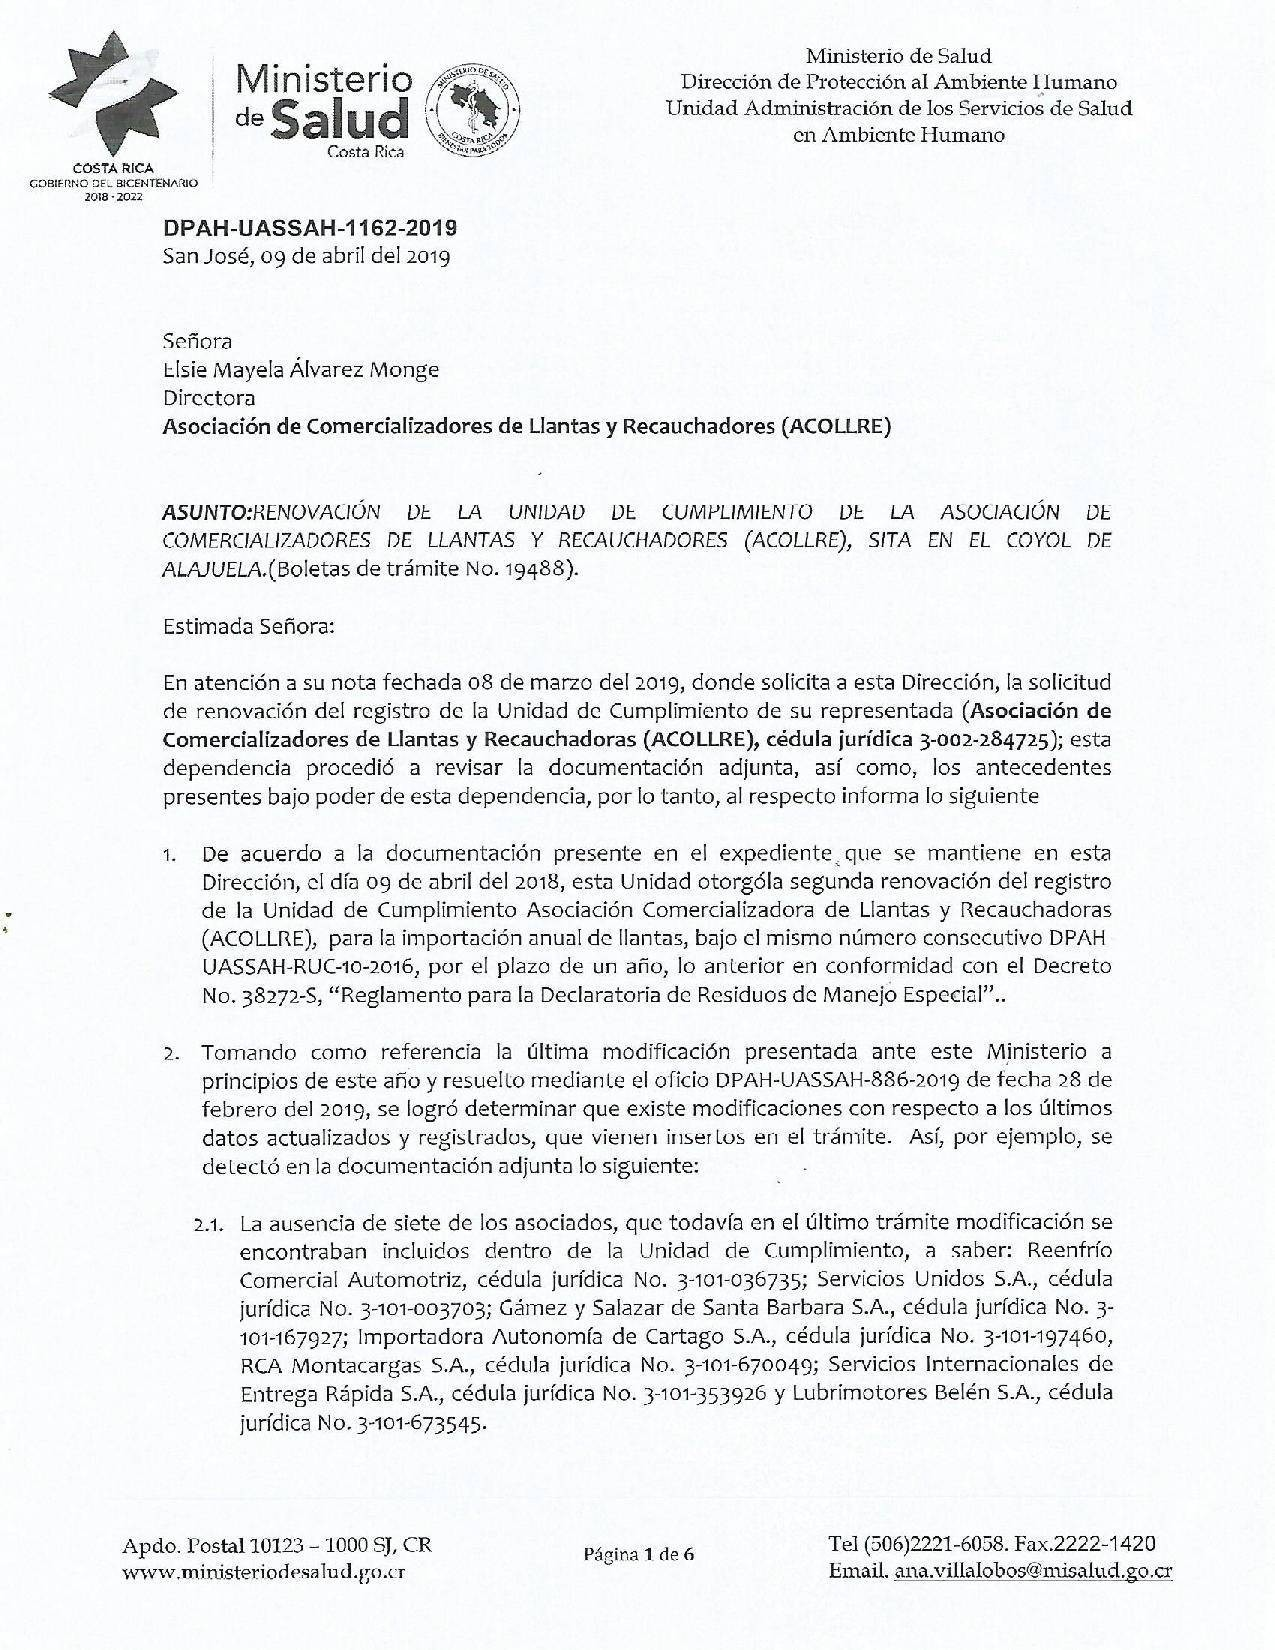 Ministerio
de Salud
Costa Rica
COSTA RICA
GOBIERNO DEL BICENTENARIO
2018 - 2022
Ministerio de Salud
Dirección de Protección al Ambiente Humano
Unidad Administración de los Servicios de Salud
en Ambiente Humano
DPAH-UASSAH-1162-2019
San José, 09 de abril del 2019
Señora
Elsie Mayela Álvarez Monge
Directora
Asociación de Comercializadores de Llantas y Recauchadores (ACOLLRE)
ASUNTO:RENOVACIÓN DE LA UNIDAD DE CUMPLIMIENTO DE LA ASOCIACIÓN DE
COMERCIALIZADORES DE LLANTAS Y RECAUCHADORES (ACOLLRE), SITA EN EL COYOL DE
ALAJUELA.(Boletas de trámite No. 19488).
Estimada Señora:
En atención a su nota fechada 08 de marzo del 2019, donde solicita a esta Dirección, la solicitud
de renovación del registro de la Unidad de Cumplimiento de su representada (Asociación de
Comercializadores de Llantas y Recauchadoras (ACOLLRE), cédula jurídica 3-002-284725); esta
dependencia procedió a revisar la documentación adjunta, así como, los antecedentes
presentes bajo poder de esta dependencia, por lo tanto, al respecto informa lo siguiente
1. De acuerdo a la documentación presente en el expediente que se mantiene en esta
Dirección, el día 09 de abril del 2018, esta Unidad otorgóla segunda renovación del registro
de la Unidad de Cumplimiento Asociación Comercializadora de Llantas y Recauchadoras
(ACOLLRE), para la importación anual de llantas, bajo el mismo número consecutivo DPAH
UASSAH-RUC-10-2016, por el plazo de un año, lo anterior en conformidad con el Decreto
No. 38272-S, “Reglamento para la Declaratoria de Residuos de Manejo Especial”..
2. Tomando como referencia la última modificación presentada ante este Ministerio a
principios de este año y resuelto mediante el oficio DPAH-UASSAH-886-2019 de fecha 28 de
febrero del 2019, se logró determinar que existe modificaciones con respecto a los últimos
datos actualizados y registrados, que vienen insertos en el trámite. Así, por ejemplo, se
detectó en la documentación adjunta lo siguiente:
2.1. La ausencia de siete de los asociados, que todavía en el último trámite modificación se
encontraban incluidos dentro de la Unidad de Cumplimiento, a saber: Reenfrío
Comercial Automotriz, cédula jurídica No. 3-101-036735; Servicios Unidos S.A., cédula
jurídica No. 3-101-003703; Gámez y Salazar de Santa Barbara S.A., cédula jurídica No. 3-
101-167927; Importadora Autonomía de Cartago S.A., cédula jurídica No. 3-101-197460,
RCA Montacargas S.A., cédula jurídica No. 3-101-670049; Servicios Internacionales de
Entrega Rápida S.A., cédula jurídica No. 3-101-353926 y Lubrimotores Belén S.A., cédula
jurídica No. 3-101-673545.
Apdo. Postal 10123 – 1000 SJ, CR
www.ministeriodesalud.go.cr
Página 1 de 6
Tel (506)2221-6058. Fax.2222-1420
Email. ana.villalobos@misalud.go.cr